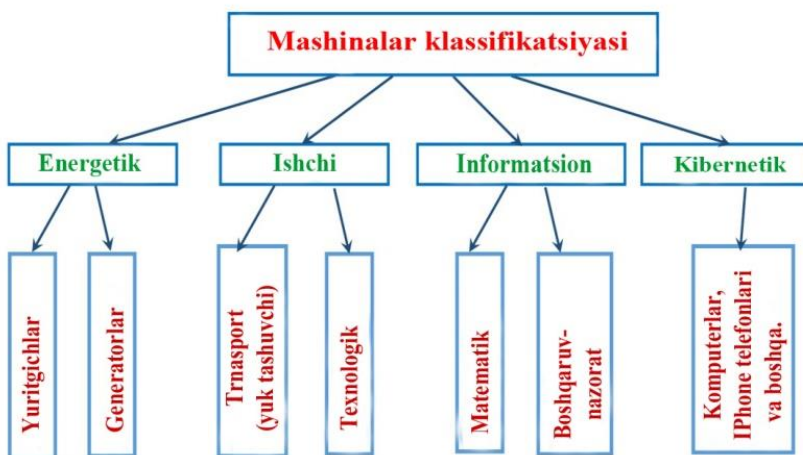 Mashinalar klassifikatsiyasi
Energetik
Ishchi
Informatsion
Kibernetik
Yuritgichlar
Generatorlar
Trnasport
(yuk tashuvchi)
Texnologik
Matematik
Boshqaruv-
nazorat
Komputerlar,
IPhone telefonlari
va boshqa.